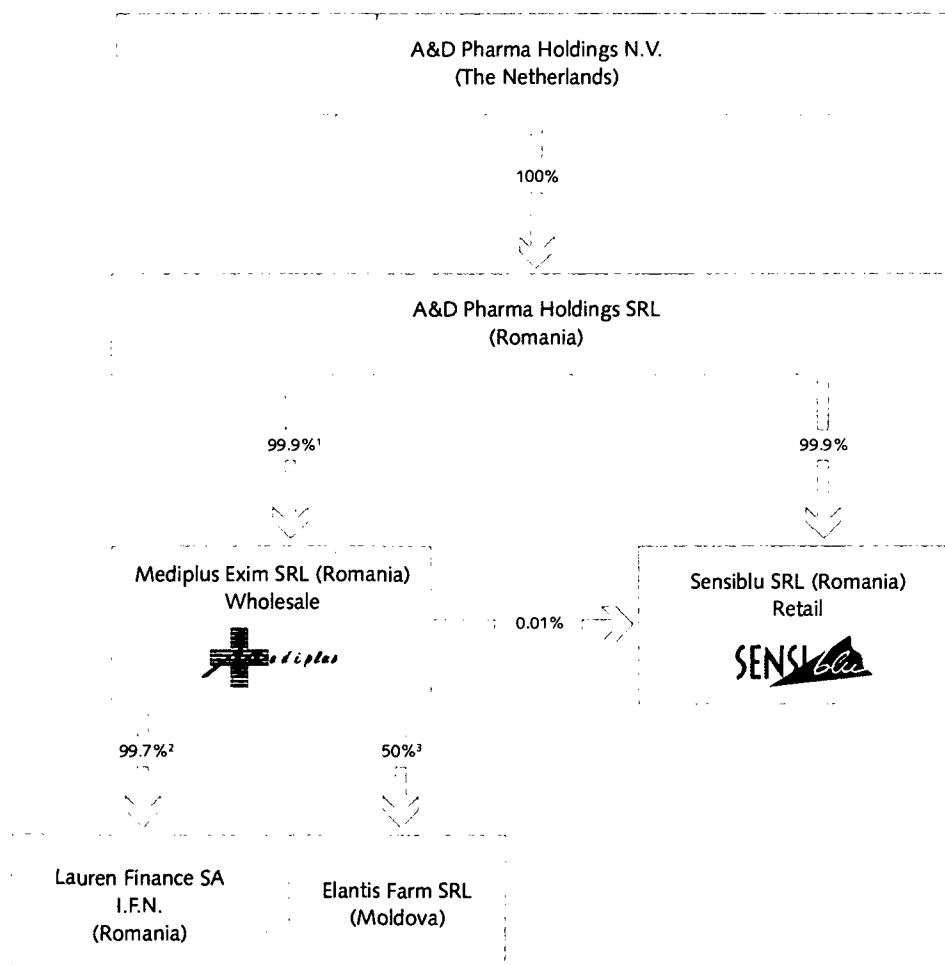 A&D Pharma Holdings N.V.
(The Netherlands)
100%
A&D Pharma Holdings SRL
(Romania)
99.9%¹
99.9%
Mediplus Exim SRL (Romania)
Wholesale
ediplus
0.01%
Sensiblu SRL (Romania)
Retail
SENSIblu
99.7%²
50%³
Lauren Finance SA
I.F.N.
(Romania)
Elantis Farm SRL
(Moldova)